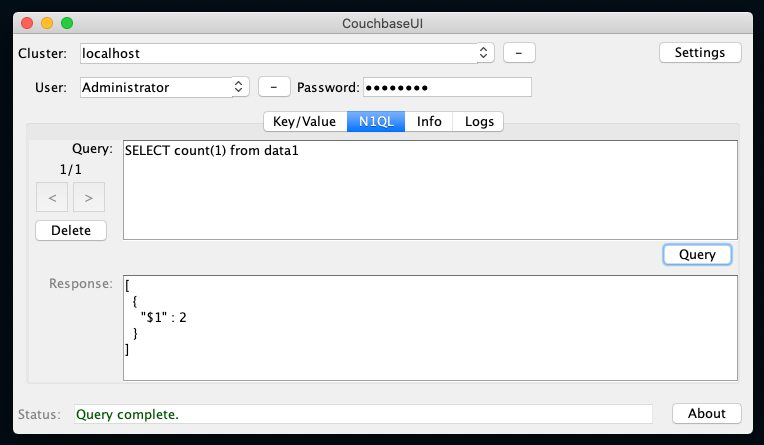 CouchbaseUI
Cluster: localhost - Settings
User: Administrator - Password: ●●●●●●●●
Key/Value N1QL Info Logs
Query: SELECT count(1) from data1
1/1
< >
Delete
Query
Response: [
{
"$1" : 2
}
]
Status: Query complete. About